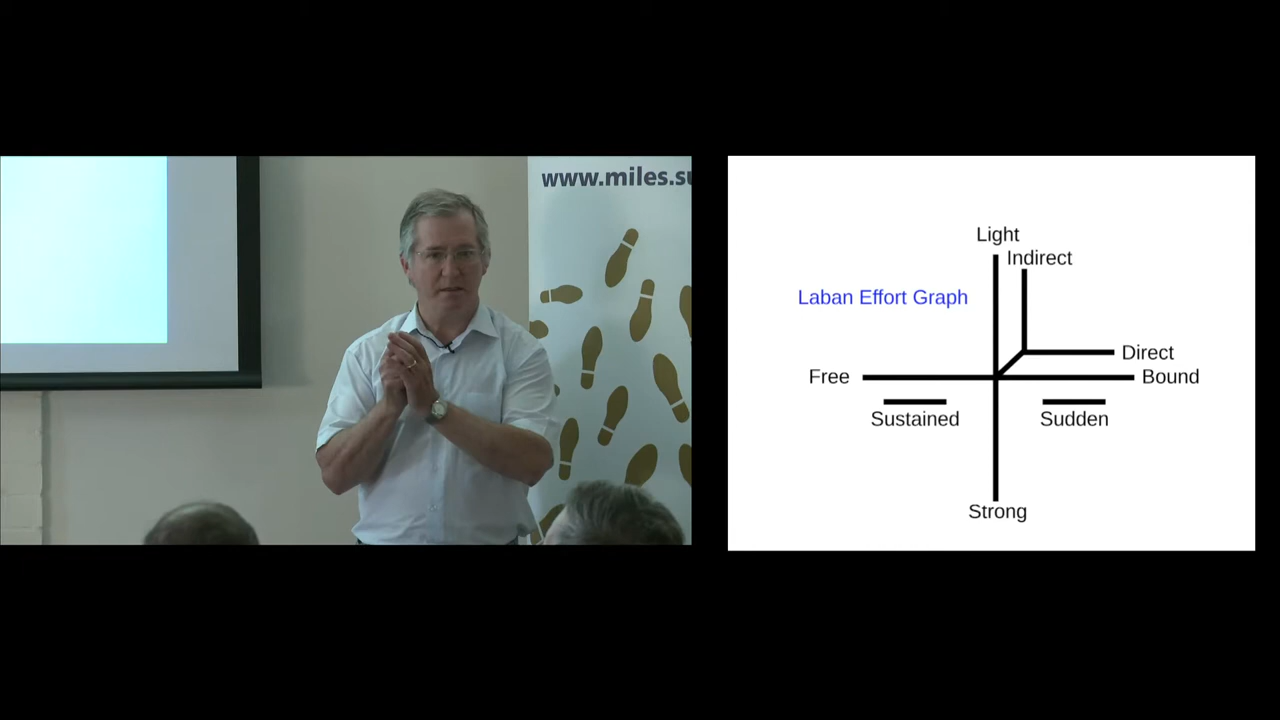 www.miles.su
Light
Indirect
Laban Effort Graph
Direct
Free
Bound
Sustained
Sudden
Strong